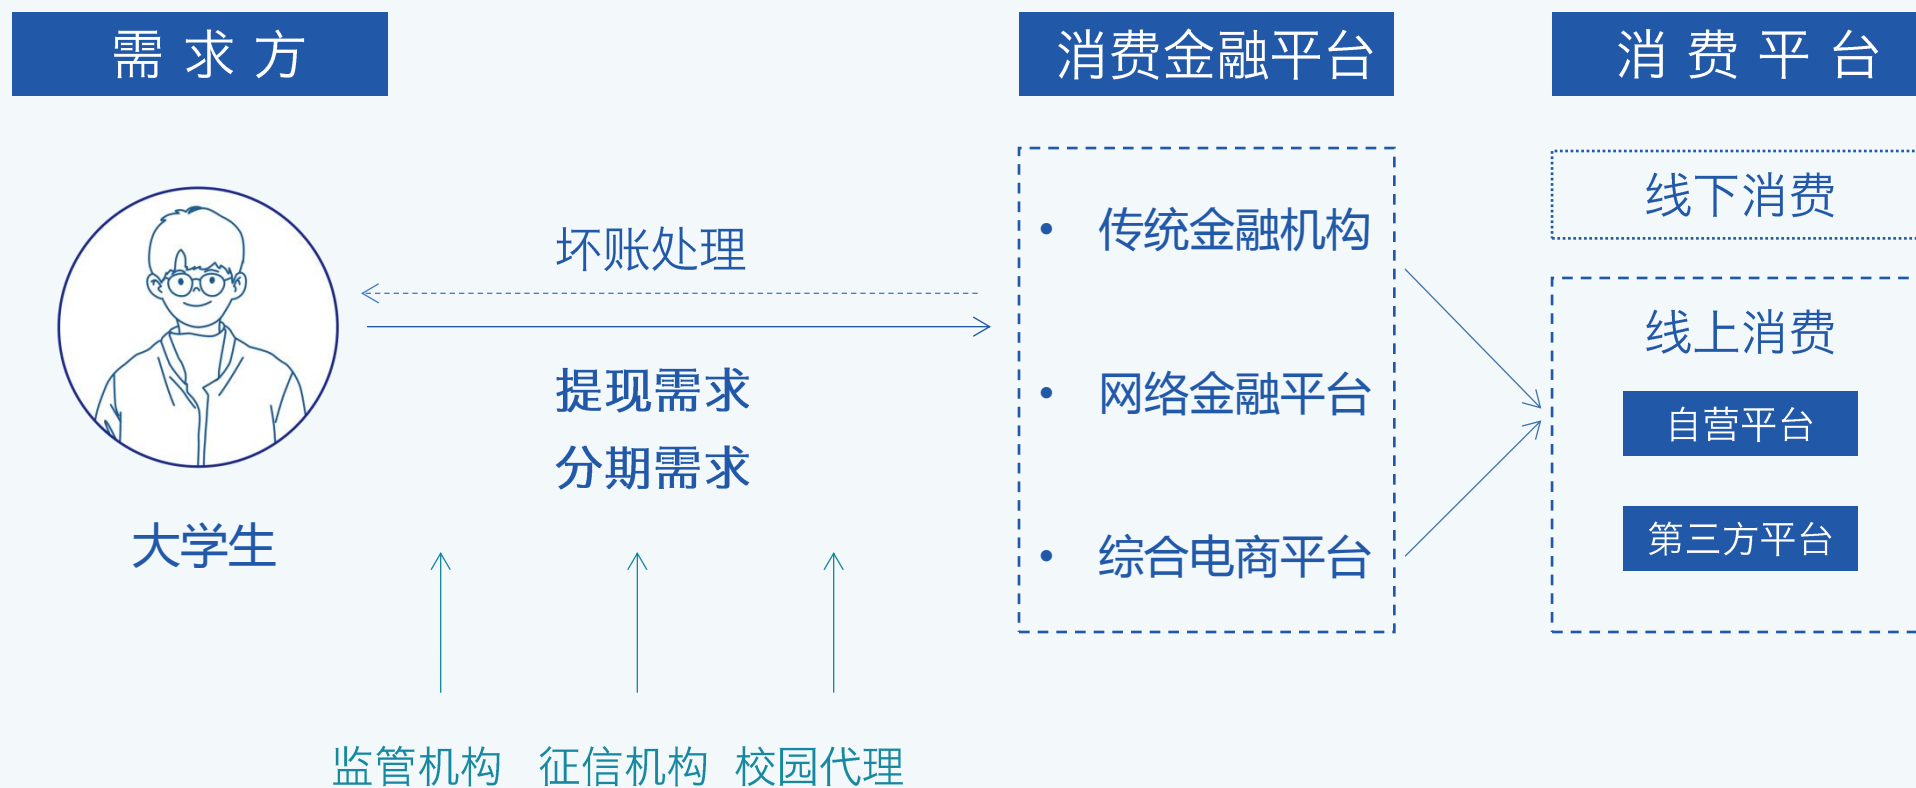 需求方
消费金融平台
消费平台
坏账处理
提现需求
分期需求
大学生
• 传统金融机构
• 网络金融平台
• 综合电商平台
线下消费
线上消费
自营平台
第三方平台
监管机构
征信机构
校园代理